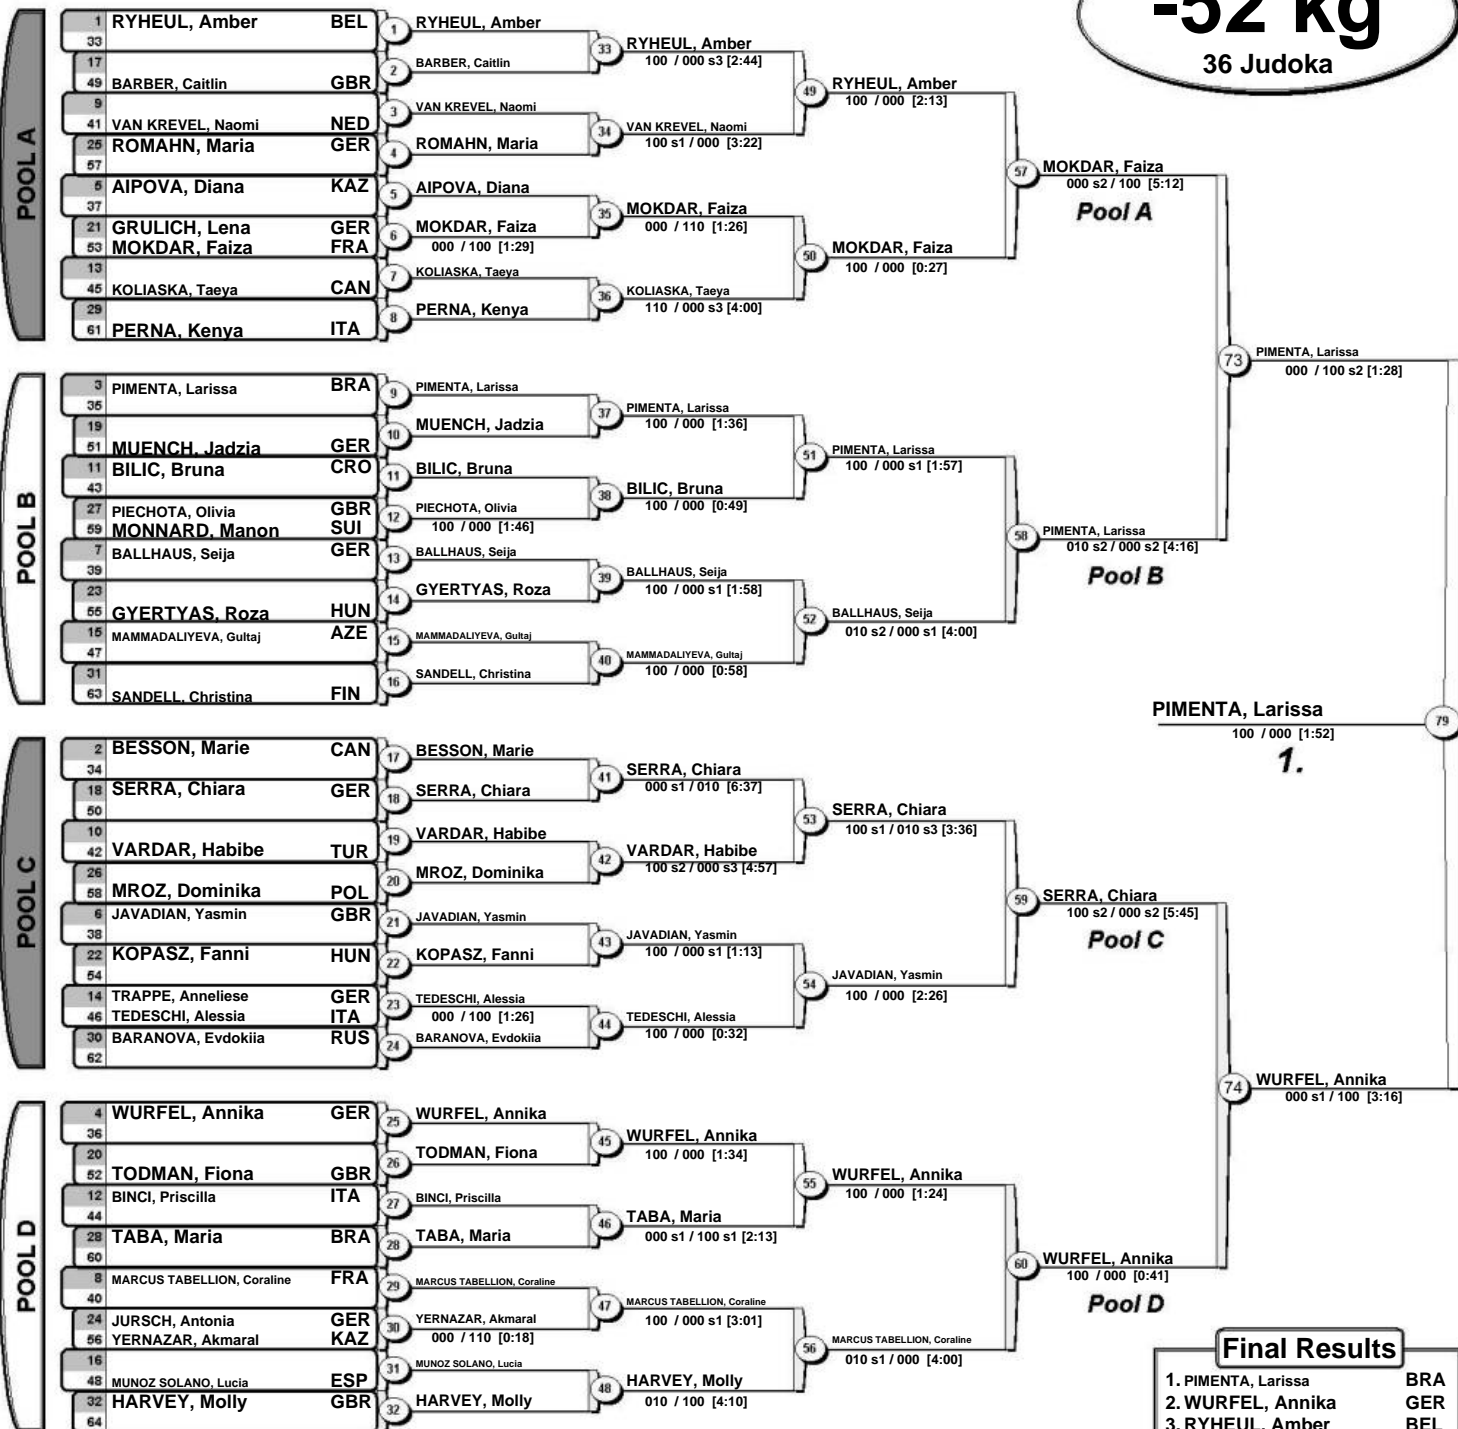 -52 kg
36 Judoka
POOL A
1 RYHEUL, Amber BEL
33
17
49 BARBER, Caitlin GBR
9
41 VAN KREVEL, Naomi NED
25 ROMAHN, Maria GER
57
5 AIPOVA, Diana KAZ
37
21 GRULICH, Lena GER
53 MOKDAR, Faiza FRA
13
45 KOLIASKA, Taeya CAN
29
61 PERNA, Kenya ITA
1 RYHEUL, Amber
2 BARBER, Caitlin
3 VAN KREVEL, Naomi
4 ROMAHN, Maria
5 AIPOVA, Diana
6 MOKDAR, Faiza
000 / 100 [1:29]
7 KOLIASKA, Taeya
8 PERNA, Kenya
33 RYHEUL, Amber
100 / 000 s3 [2:44]
34 VAN KREVEL, Naomi
100 s1 / 000 [3:22]
35 MOKDAR, Faiza
000 / 110 [1:26]
36 KOLIASKA, Taeya
110 / 000 s3 [4:00]
49 RYHEUL, Amber
100 / 000 [2:13]
50 MOKDAR, Faiza
100 / 000 [0:27]
57 MOKDAR, Faiza
000 s2 / 100 [5:12]
Pool A
POOL B
3 PIMENTA, Larissa BRA
35
19
51 MUENCH, Jadzia GER
11 BILIC, Bruna CRO
43
27 PIECHOTA, Olivia GBR
59 MONNARD, Manon SUI
7 BALLHAUS, Seija GER
39
23
55 GYERTYAS, Roza HUN
15 MAMMADALIYEVA, Gultaj AZE
47
31
63 SANDELL, Christina FIN
9 PIMENTA, Larissa
10 MUENCH, Jadzia
11 BILIC, Bruna
12 PIECHOTA, Olivia
100 / 000 [1:46]
13 BALLHAUS, Seija
14 GYERTYAS, Roza
15 MAMMADALIYEVA, Gultaj
16 SANDELL, Christina
37 PIMENTA, Larissa
100 / 000 [1:36]
38 BILIC, Bruna
100 / 000 [0:49]
39 BALLHAUS, Seija
100 / 000 s1 [1:58]
40 MAMMADALIYEVA, Gultaj
100 / 000 [0:58]
51 PIMENTA, Larissa
100 / 000 s1 [1:57]
52 BALLHAUS, Seija
010 s2 / 000 s1 [4:00]
58 PIMENTA, Larissa
010 s2 / 000 s2 [4:16]
Pool B
73 PIMENTA, Larissa
000 / 100 s2 [1:28]
PIMENTA, Larissa 79
100 / 000 [1:52]
1.
POOL C
2 BESSON, Marie CAN
34
18 SERRA, Chiara GER
50
10
42 VARDAR, Habibe TUR
26
58 MROZ, Dominika POL
6 JAVADIAN, Yasmin GBR
38
22 KOPASZ, Fanni HUN
54
14 TRAPPE, Anneliese GER
46 TEDESCHI, Alessia ITA
30 BARANOVA, Evdokiia RUS
62
17 BESSON, Marie
18 SERRA, Chiara
19 VARDAR, Habibe
20 MROZ, Dominika
21 JAVADIAN, Yasmin
22 KOPASZ, Fanni
23 TEDESCHI, Alessia
000 / 100 [1:26]
24 BARANOVA, Evdokiia
41 SERRA, Chiara
000 s1 / 010 [6:37]
42 VARDAR, Habibe
100 s2 / 000 s3 [4:57]
43 JAVADIAN, Yasmin
100 / 000 s1 [1:13]
44 TEDESCHI, Alessia
100 / 000 [0:32]
53 SERRA, Chiara
100 s1 / 010 s3 [3:36]
54 JAVADIAN, Yasmin
100 / 000 [2:26]
59 SERRA, Chiara
100 s2 / 000 s2 [5:45]
Pool C
74 WURFEL, Annika
000 s1 / 100 [3:16]
POOL D
4 WURFEL, Annika GER
36
20
52 TODMAN, Fiona GBR
12 BINCI, Priscilla ITA
44
28 TABA, Maria BRA
60
8 MARCUS TABELLION, Coraline FRA
40
24 JURSCH, Antonia GER
56 YERNAZAR, Akmaral KAZ
16
48 MUNOZ SOLANO, Lucia ESP
32 HARVEY, Molly GBR
64
25 WURFEL, Annika
26 TODMAN, Fiona
27 BINCI, Priscilla
28 TABA, Maria
29 MARCUS TABELLION, Coraline
30 YERNAZAR, Akmaral
000 / 110 [0:18]
31 MUNOZ SOLANO, Lucia
32 HARVEY, Molly
45 WURFEL, Annika
100 / 000 [1:34]
46 TABA, Maria
000 s1 / 100 s1 [2:13]
47 MARCUS TABELLION, Coraline
100 / 000 s1 [3:01]
48 HARVEY, Molly
010 / 100 [4:10]
55 WURFEL, Annika
100 / 000 [1:24]
56 MARCUS TABELLION, Coraline
010 s1 / 000 [4:00]
60 WURFEL, Annika
100 / 000 [0:41]
Pool D
Final Results
1. PIMENTA, Larissa BRA
2. WURFEL, Annika GER
3. RYHEUL, Amber BEL